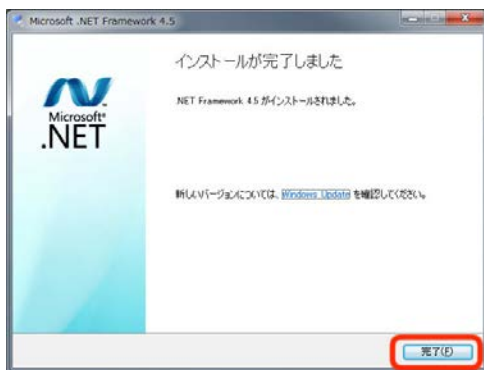 Microsoft .NET Framework 4.5
インストールが完了しました
.NET Framework 4.5 がインストールされました。
Microsoft®
.NET
新しいバージョンについては、Windows Update を確認してください。
完了(F)